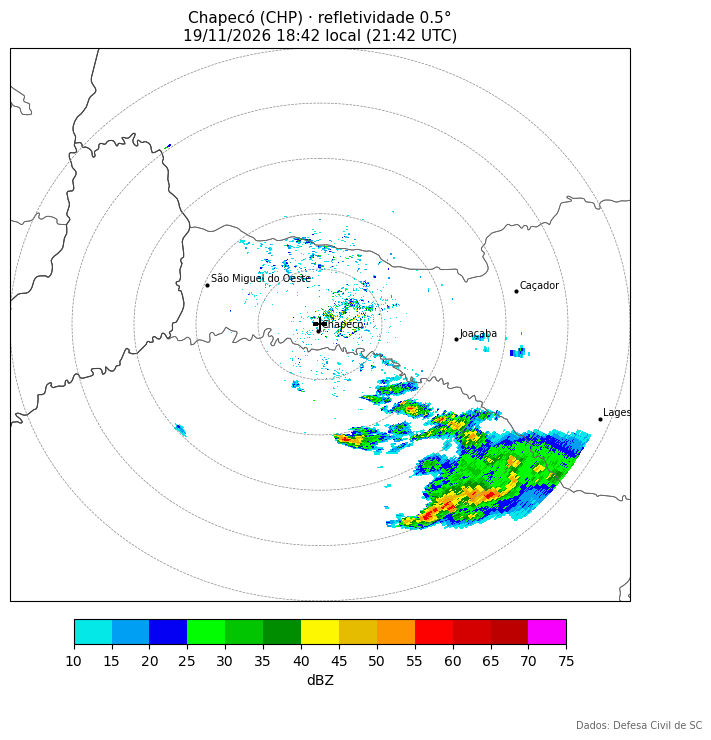 Chapecó (CHP) · refletividade 0.5°
19/11/2026 18:42 local (21:42 UTC)
São Miguel do Oeste
Caçador
Chapecó
Joaçaba
Lages
10 15 20 25 30 35 40 45 50 55 60 65 70 75
dBZ
Dados: Defesa Civil de SC